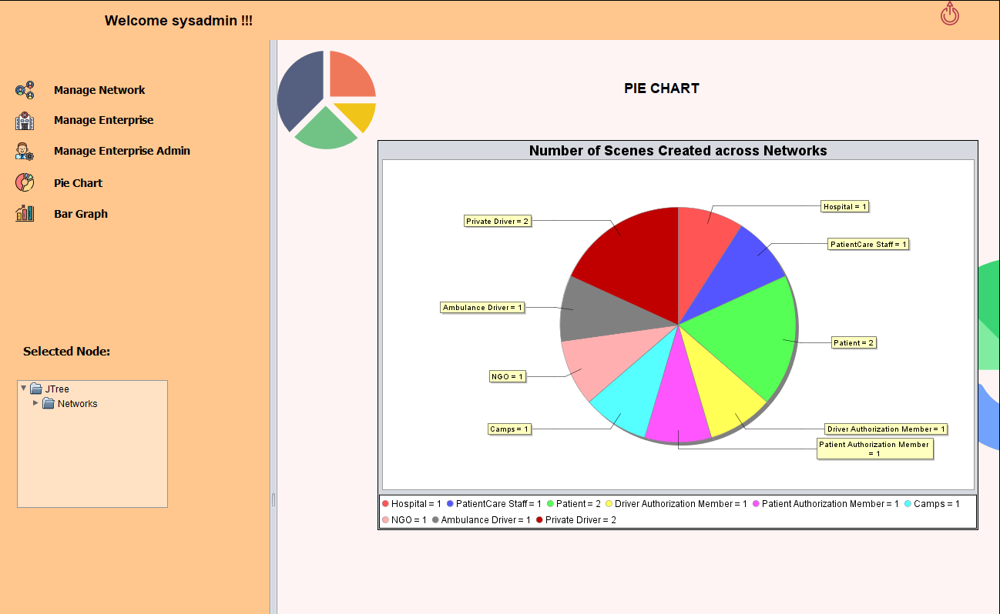 Welcome sysadmin !!!
Manage Network
Manage Enterprise
Manage Enterprise Admin
Pie Chart
Bar Graph
Selected Node:
JTree
Networks
PIE CHART
Number of Scenes Created across Networks
Hospital = 1
Private Driver = 2
PatientCare Staff = 1
Ambulance Driver = 1
Patient = 2
NGO = 1
Camps = 1
Driver Authorization Member = 1
Patient Authorization Member
= 1
Hospital = 1 PatientCare Staff = 1 Patient = 2 Driver Authorization Member = 1 Patient Authorization Member = 1 Camps = 1
NGO = 1 Ambulance Driver = 1 Private Driver = 2